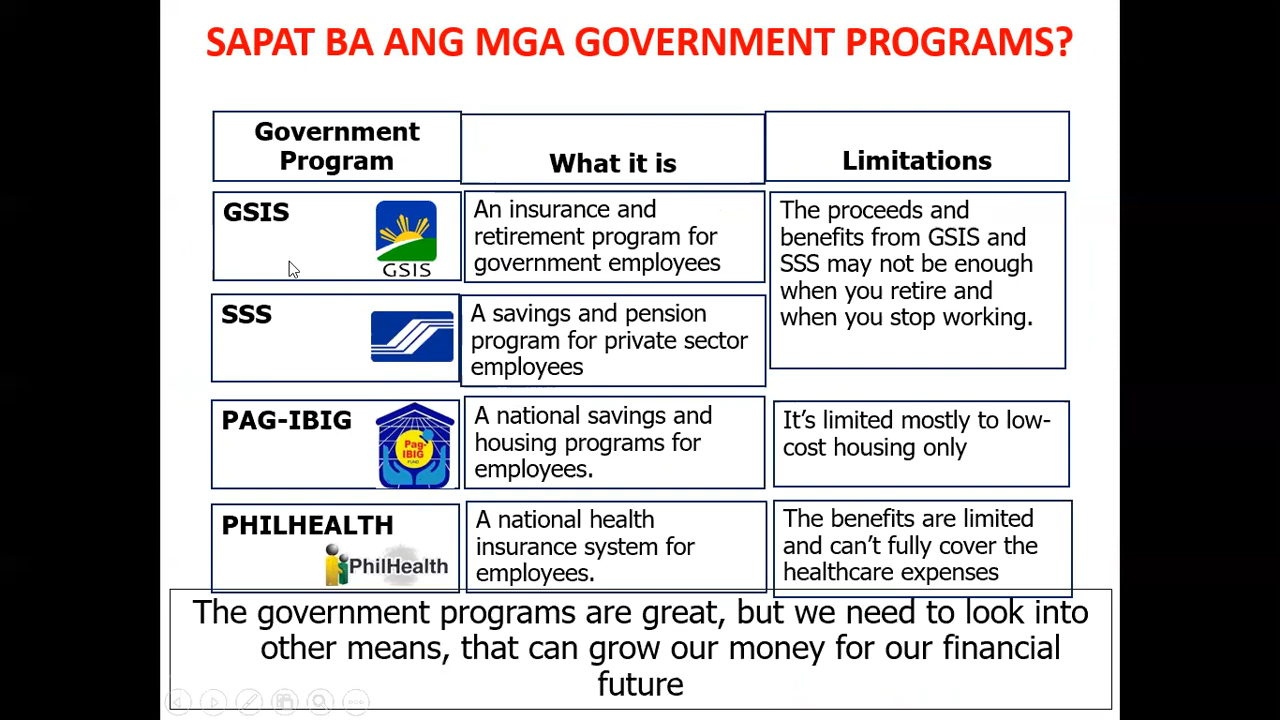 SAPAT BA ANG MGA GOVERNMENT PROGRAMS?
Government
Program
What it is
Limitations
GSIS
GSIS
An insurance and
retirement program for
government employees
The proceeds and
benefits from GSIS and
SSS may not be enough
when you retire and
when you stop working.
SSS
A savings and pension
program for private sector
employees
PAG-IBIG
Pag-
IBIG
FUND
A national savings and
housing programs for
employees.
It’s limited mostly to low-
cost housing only
PHILHEALTH
PhilHealth
A national health
insurance system for
employees.
The benefits are limited
and can’t fully cover the
healthcare expenses
The government programs are great, but we need to look into
other means, that can grow our money for our financial
future